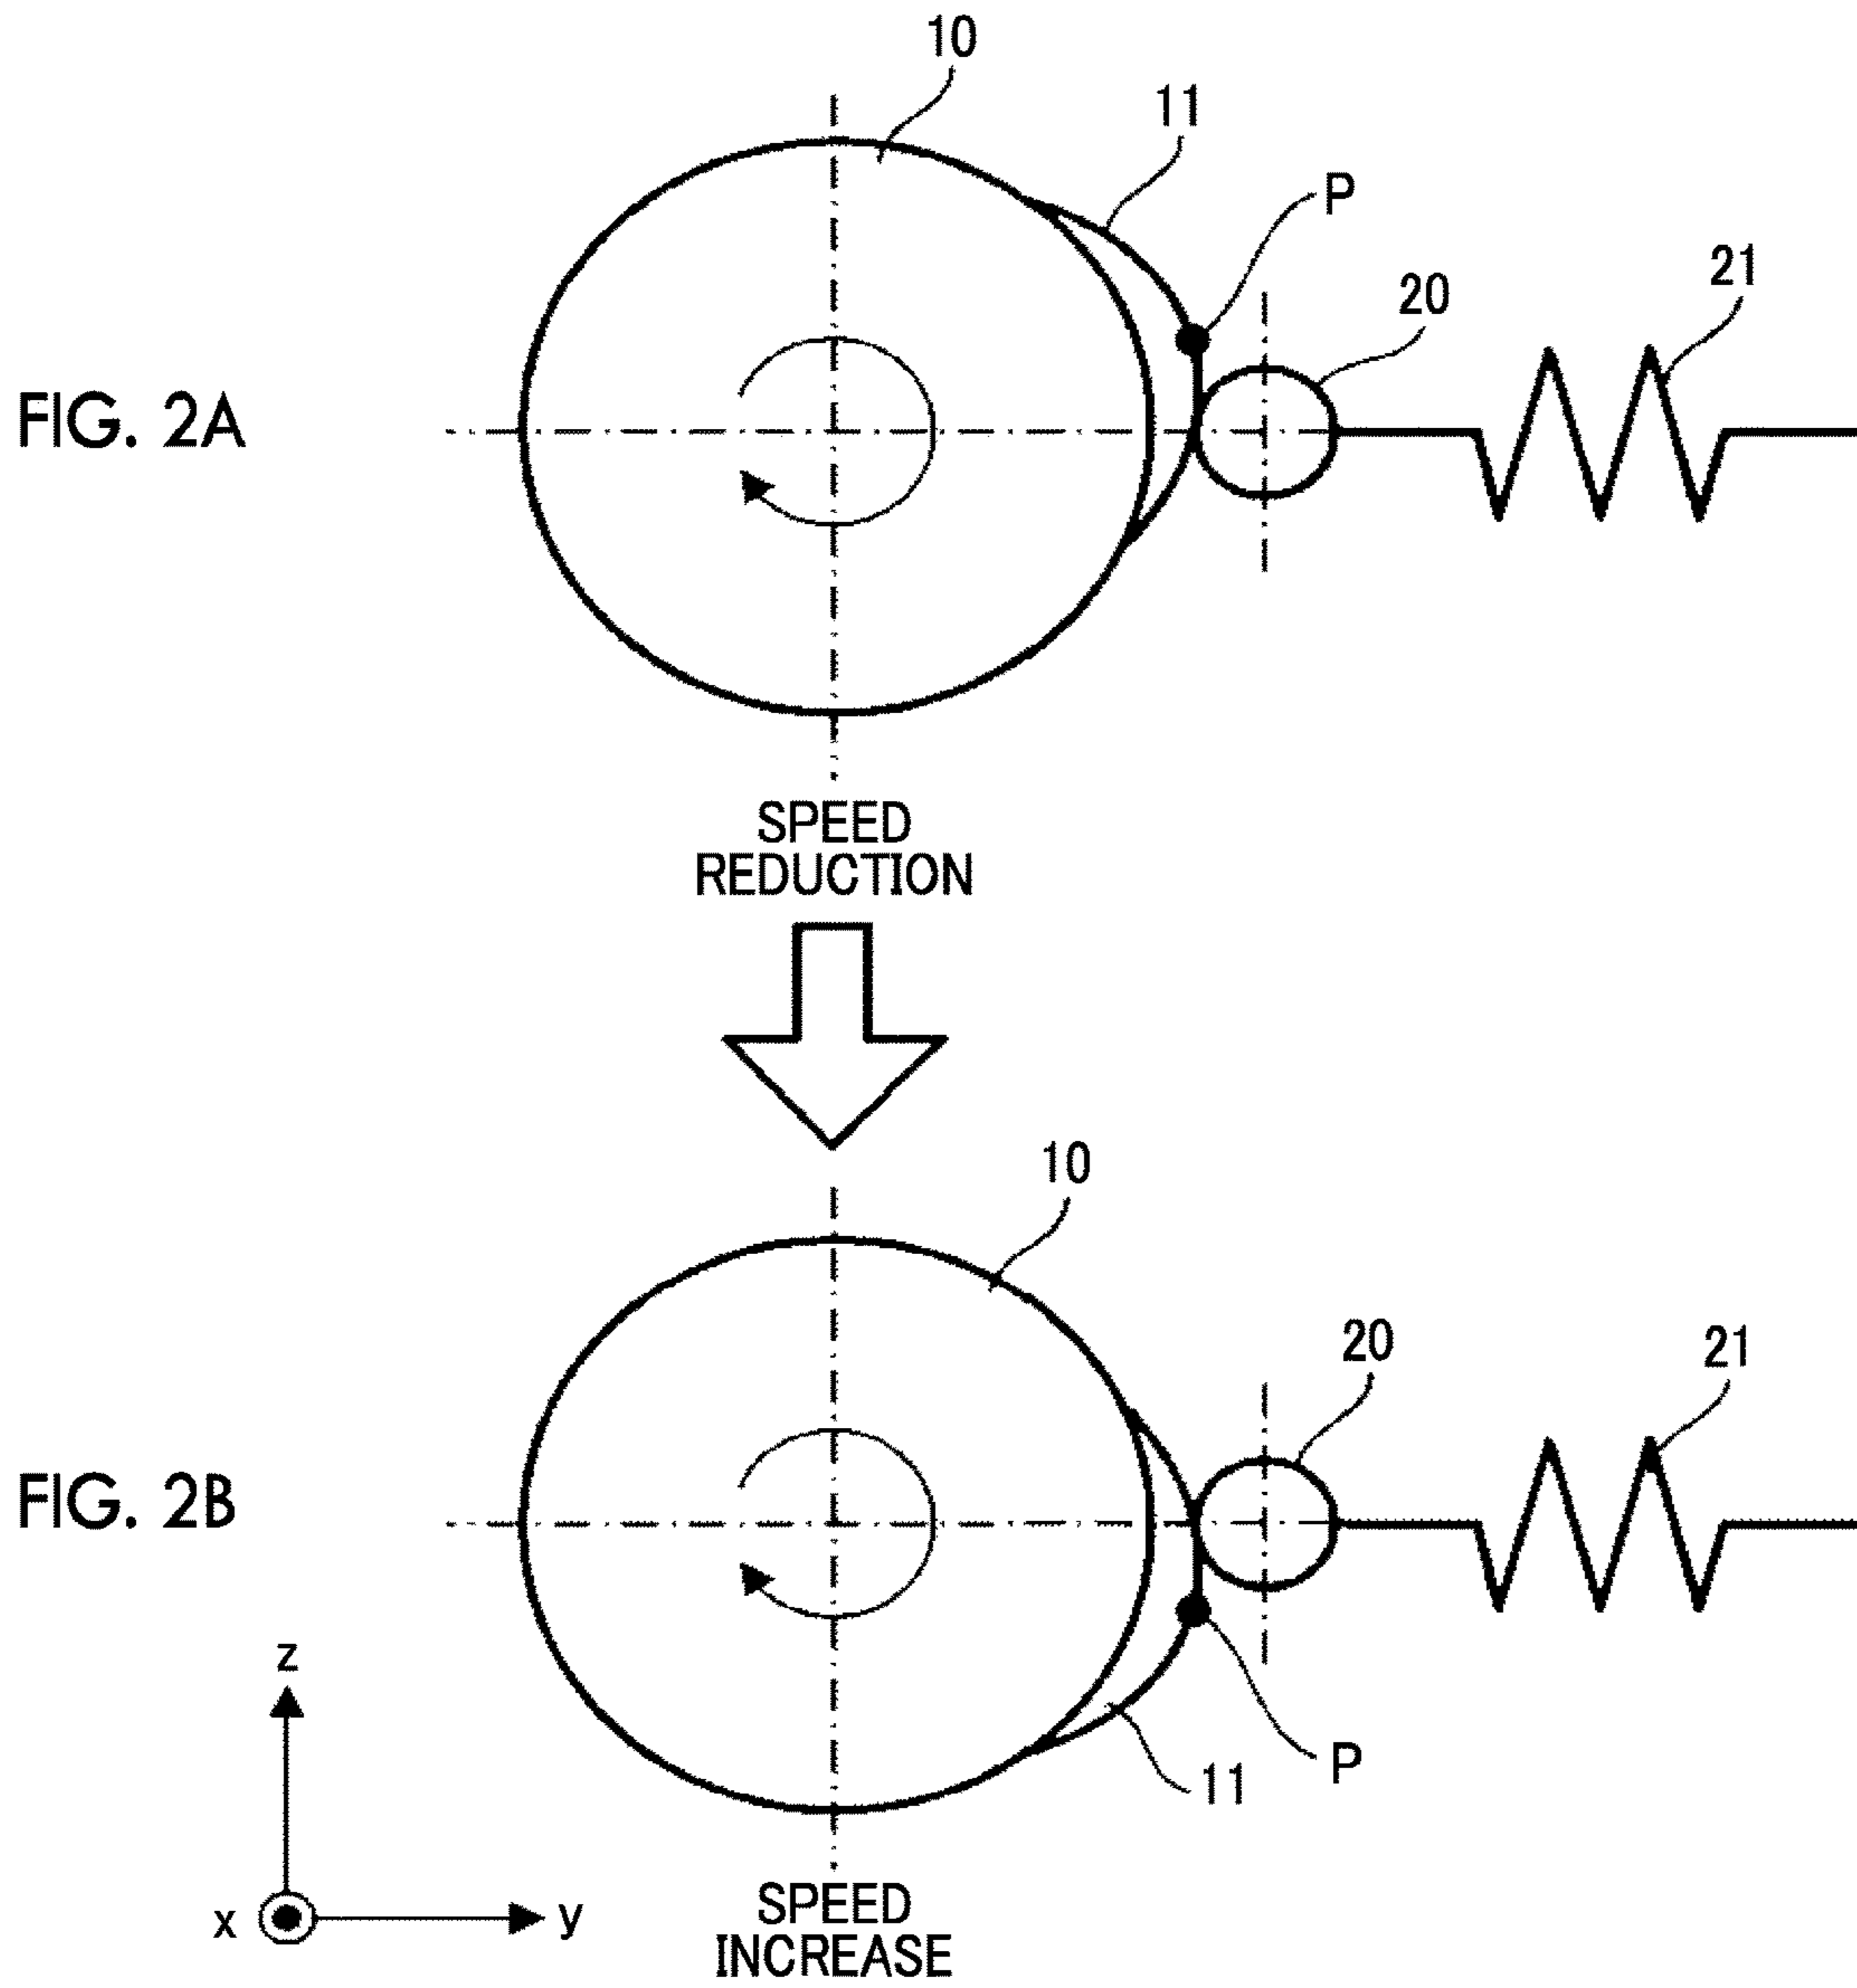 10
11
P
20
21
FIG. 2A
SPEED
REDUCTION
10
20
21
FIG. 2B
z
P
11
x
y
SPEED
INCREASE